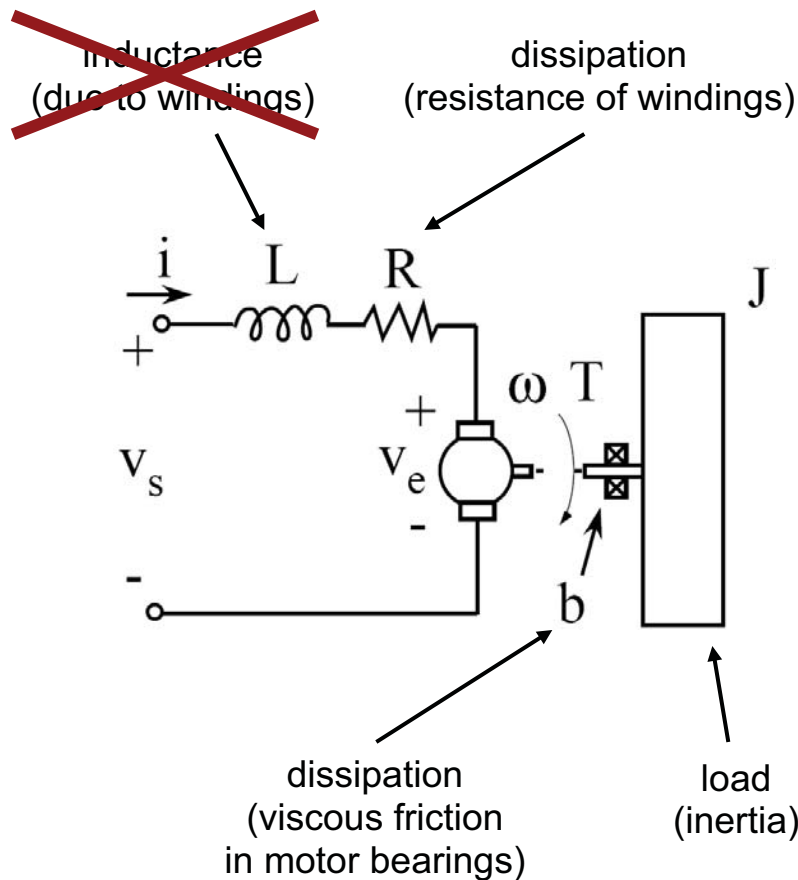 inductance
(due to windings)
dissipation
(resistance of windings)
i
L
R
J
+
+
ω T
v_s
v_e
-
-
b
dissipation
(viscous friction
in motor bearings)
load
(inertia)